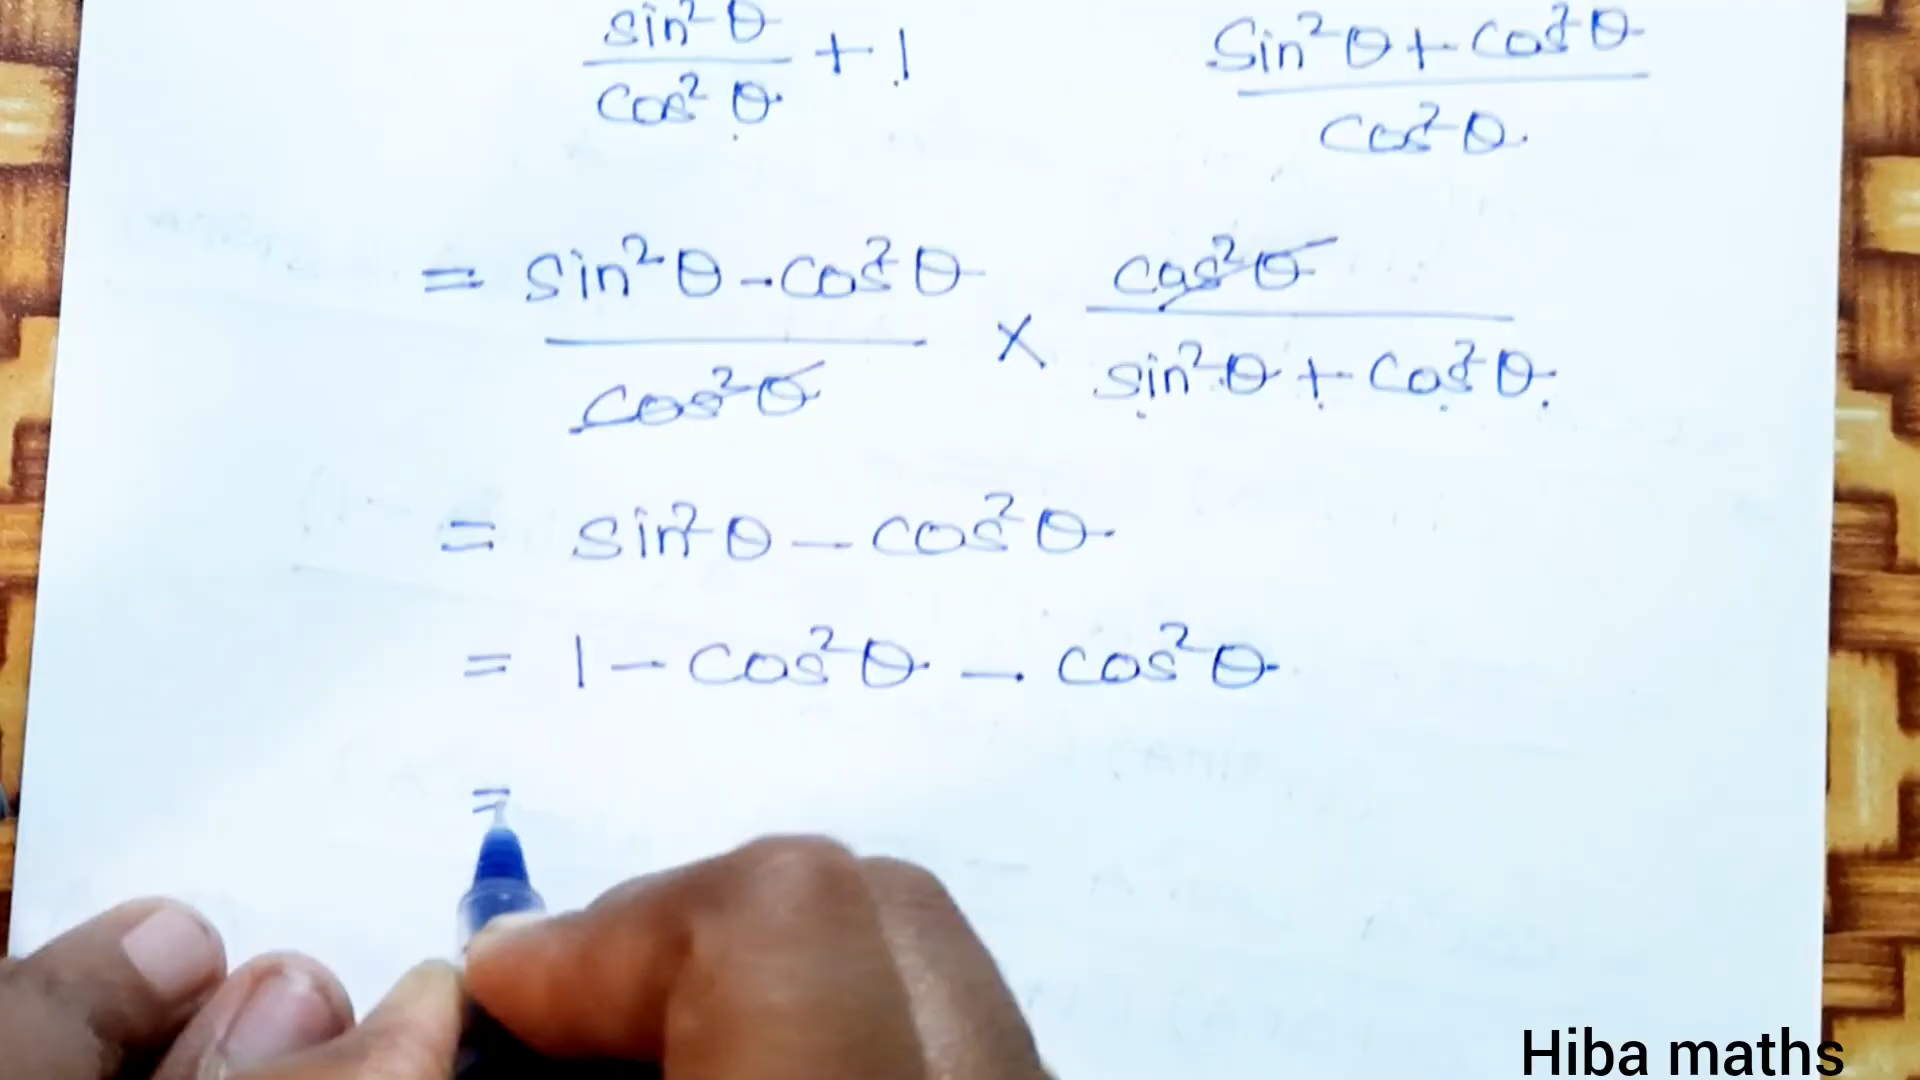 sin²θ/cos²θ + 1    sin²θ + cos²θ/cos²θ
= sin²θ - cos²θ/cos²θ × cos²θ/sin²θ + cos²θ
= sin²θ - cos²θ
= 1 - cos²θ - cos²θ
=
Hiba maths